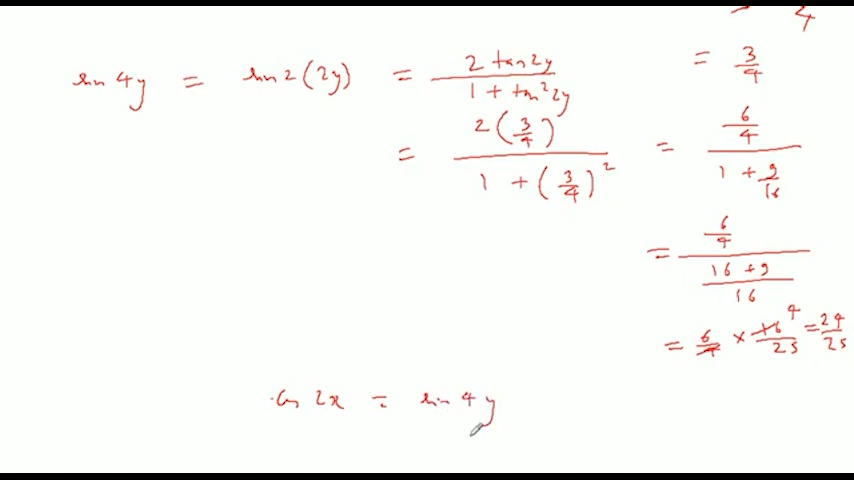 = 4
= 3/4
sin 4y = sin 2(2y) = 2 tan 2y / 1 + tan² 2y
= 2(3/4) / 1 + (3/4)² = 6/4 / 1 + 9/16
= 6/4 / 16 + 9/16
= 6/4 × 16 4/25 = 24/25
cos 2x = sin 4y